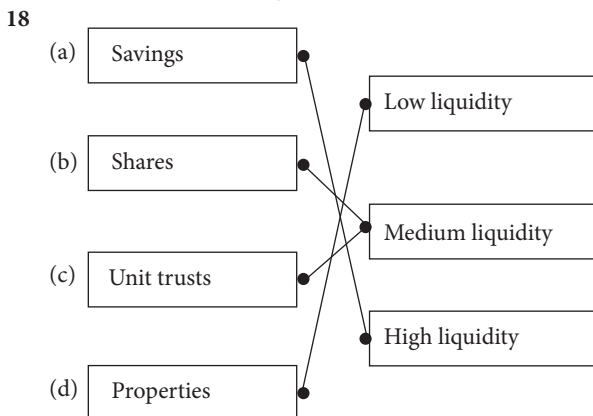 18
(a) Savings
Low liquidity
(b) Shares
Medium liquidity
(c) Unit trusts
High liquidity
(d) Properties